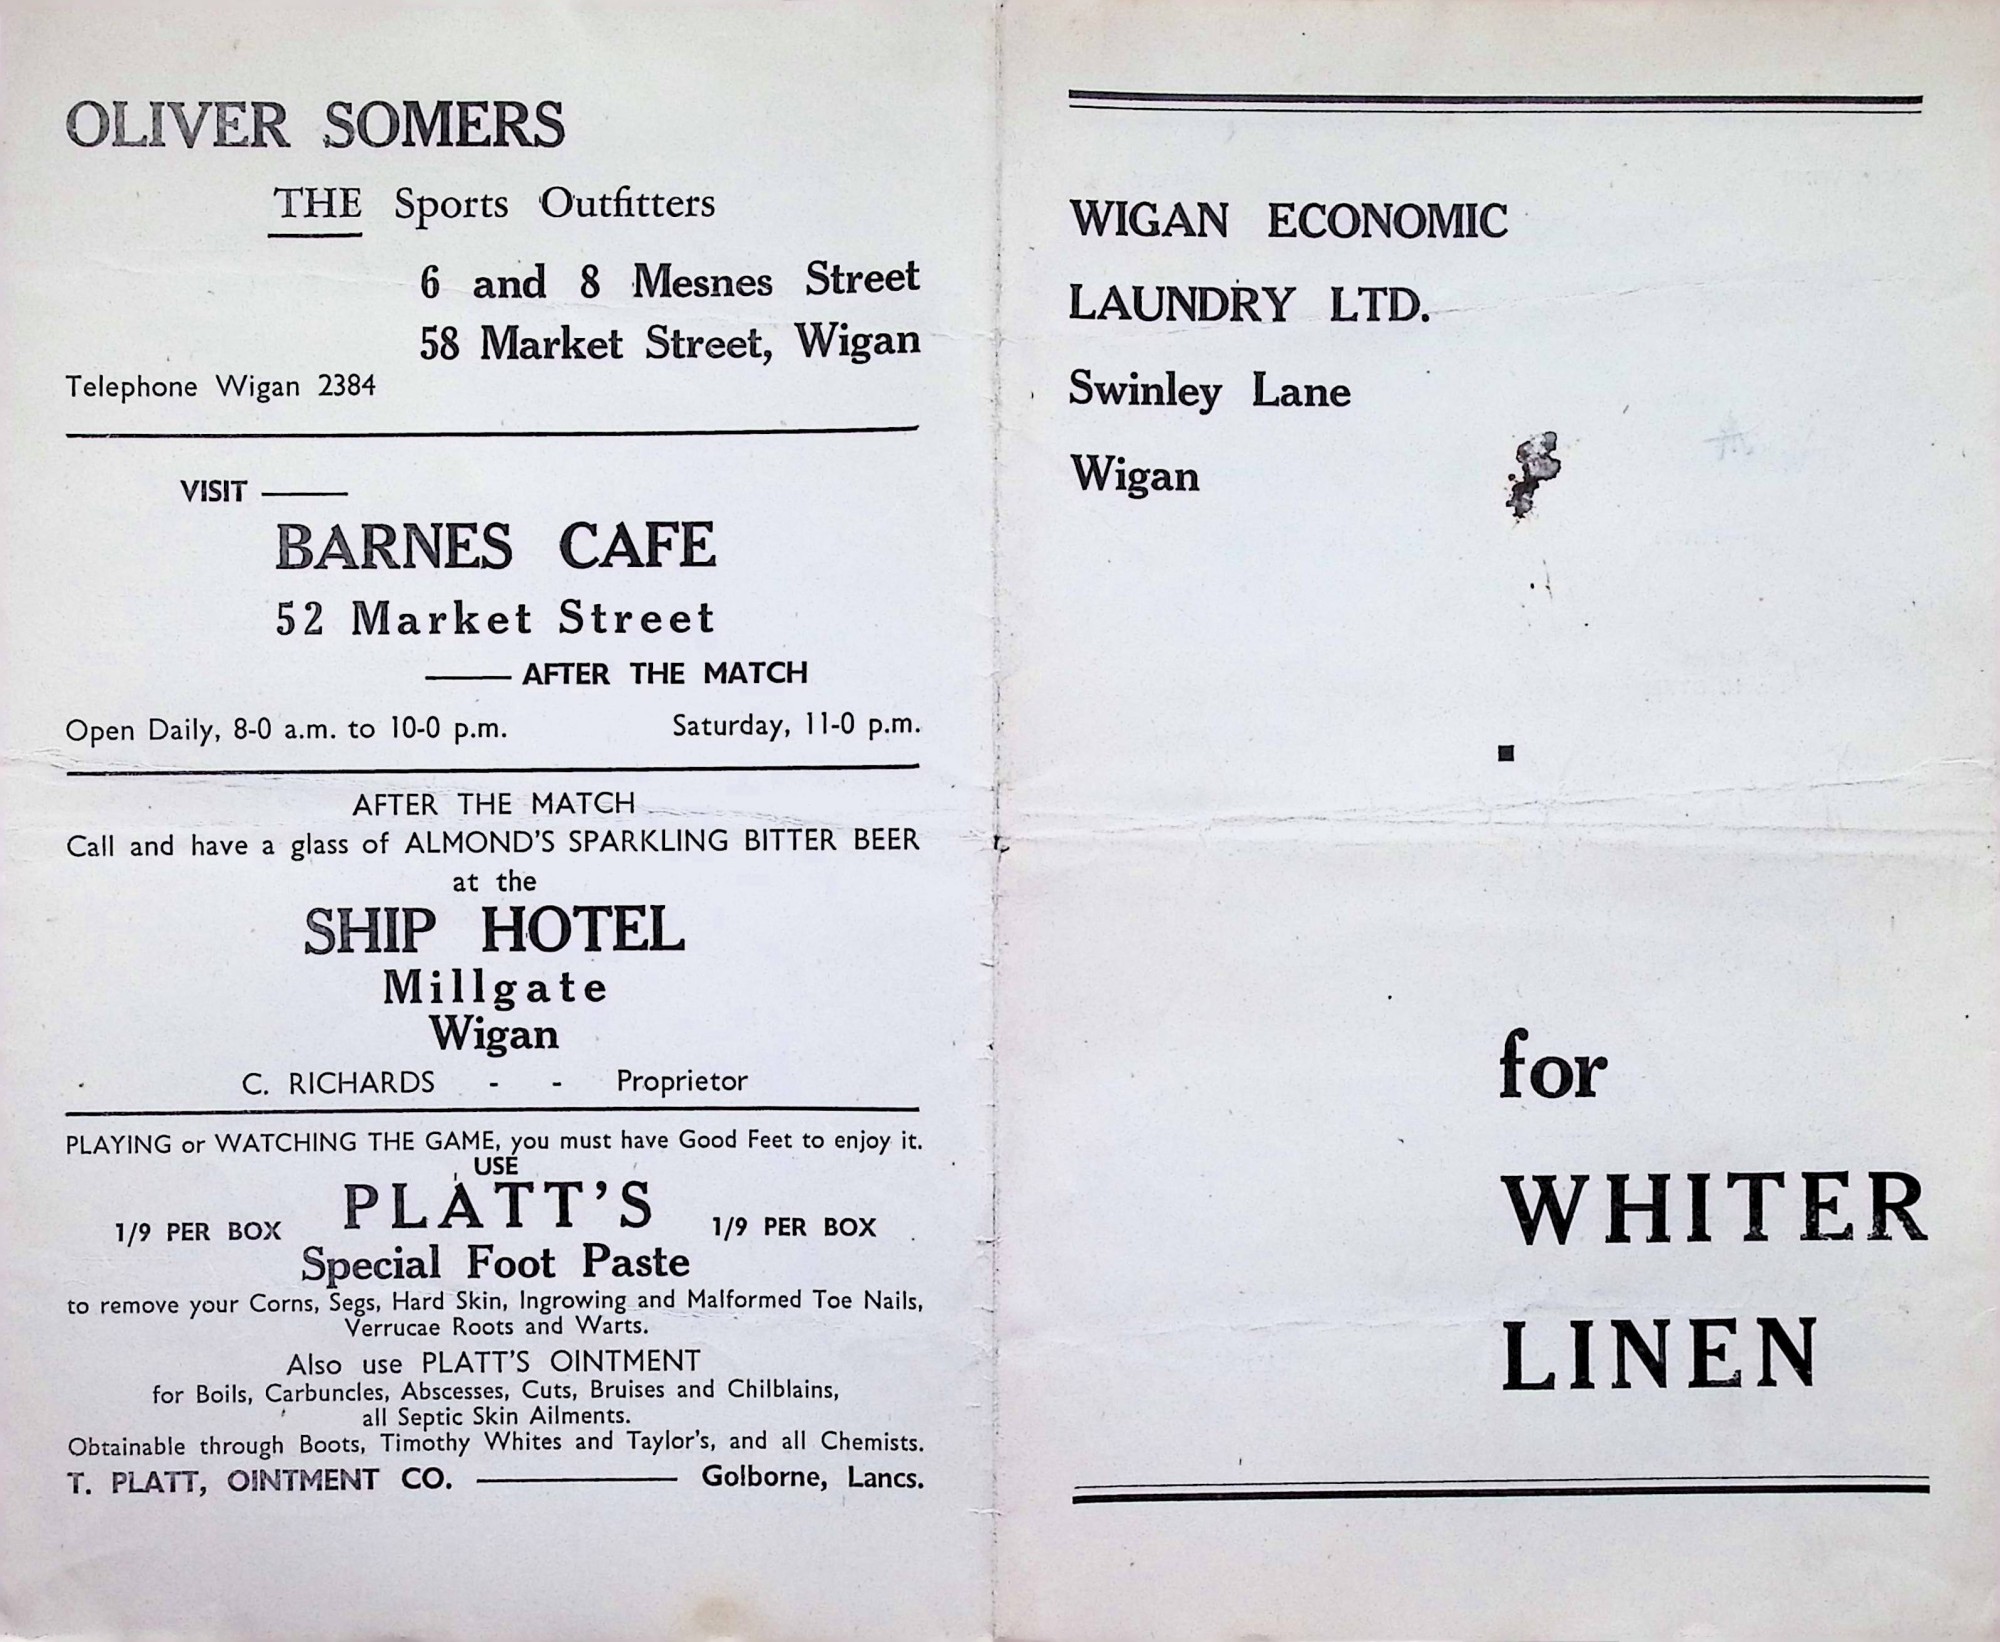 OLIVER SOMERS
THE Sports Outfitters
6 and 8 Mesnes Street
58 Market Street, Wigan
Telephone Wigan 2384
VISIT ——
BARNES CAFE
52 Market Street
—— AFTER THE MATCH
Open Daily, 8-0 a.m. to 10-0 p.m. Saturday, 11-0 p.m.
AFTER THE MATCH
Call and have a glass of ALMOND'S SPARKLING BITTER BEER
at the
SHIP HOTEL
Millgate
Wigan
C. RICHARDS - - Proprietor
PLAYING or WATCHING THE GAME, you must have Good Feet to enjoy it.
USE
PLATT'S
1/9 PER BOX 1/9 PER BOX
Special Foot Paste
to remove your Corns, Segs, Hard Skin, Ingrowing and Malformed Toe Nails,
Verrucae Roots and Warts.
Also use PLATT'S OINTMENT
for Boils, Carbuncles, Abscesses, Cuts, Bruises and Chilblains,
all Septic Skin Ailments.
Obtainable through Boots, Timothy Whites and Taylor's, and all Chemists.
T. PLATT, OINTMENT CO. —— Golborne, Lancs.
WIGAN ECONOMIC
LAUNDRY LTD.
Swinley Lane
Wigan
for
WHITER
LINEN